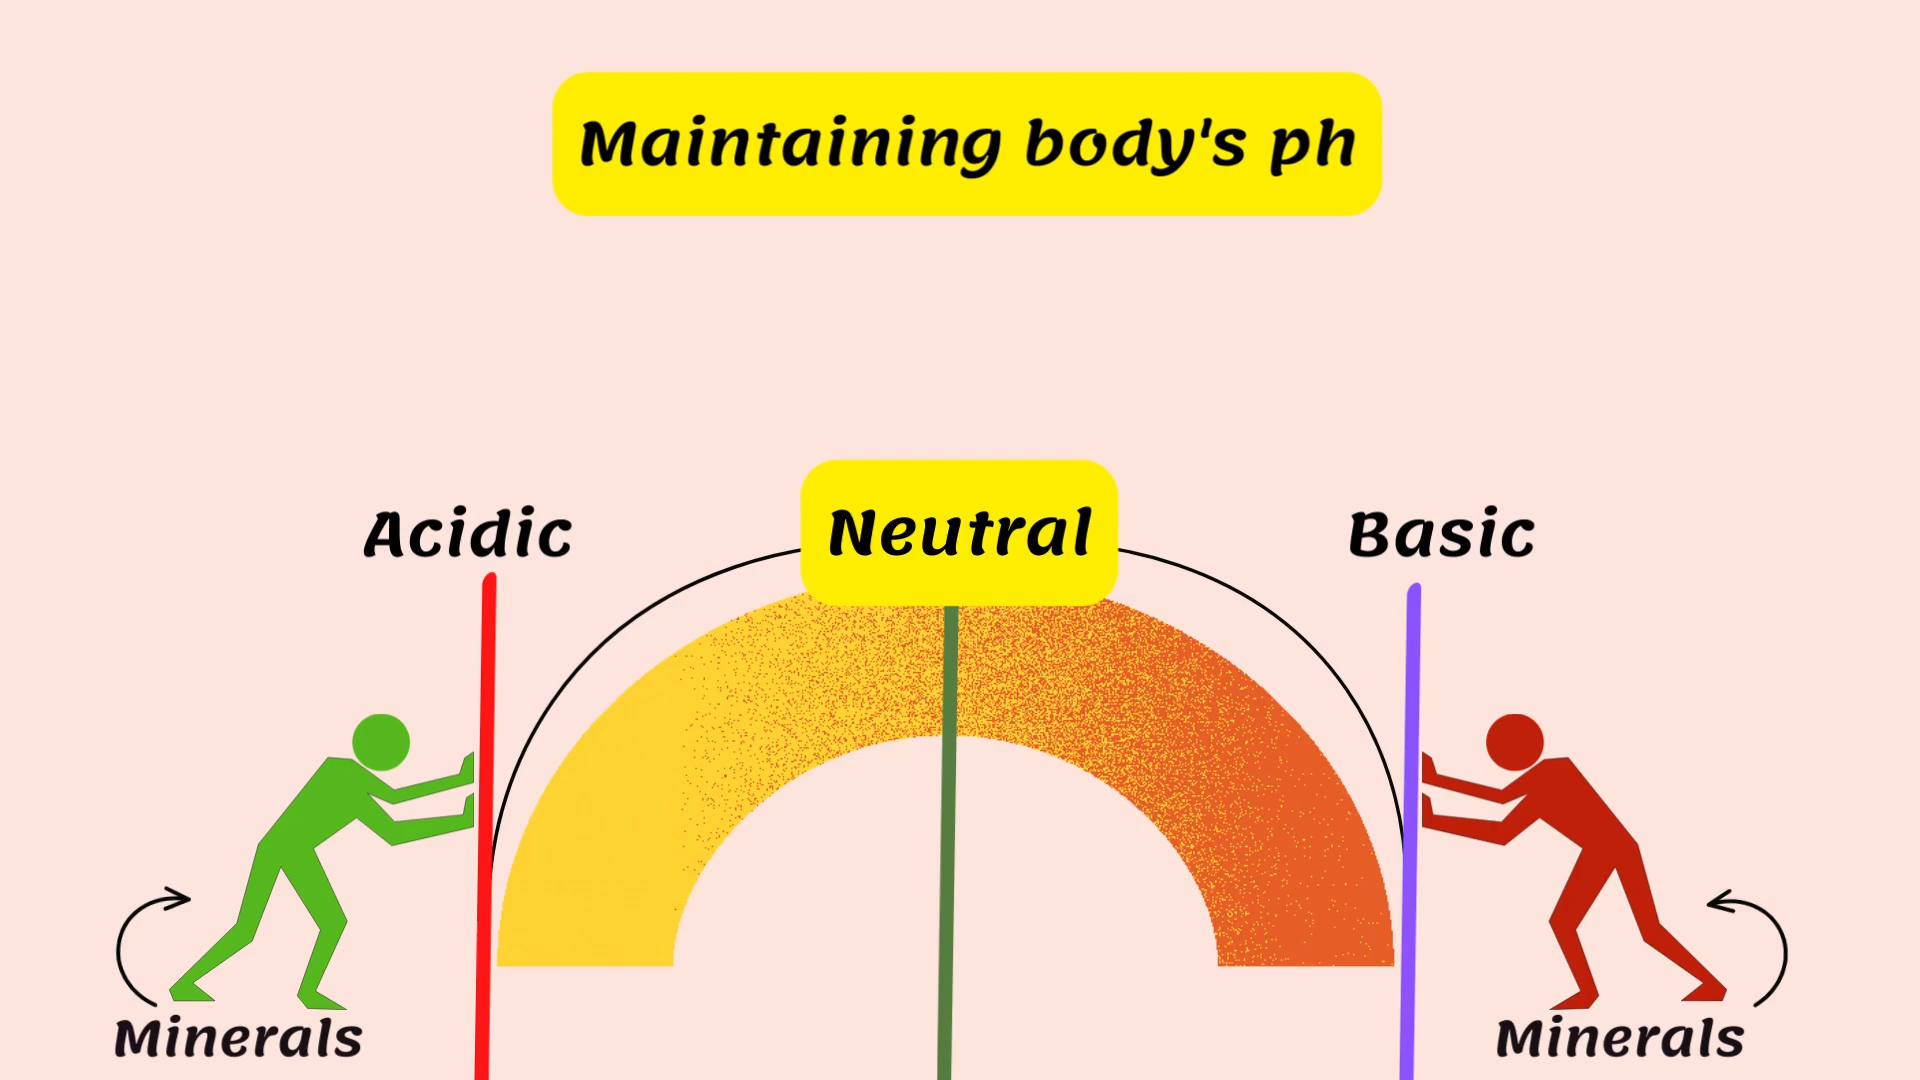 Maintaining body's ph
Neutral
Acidic
Basic
Minerals
Minerals